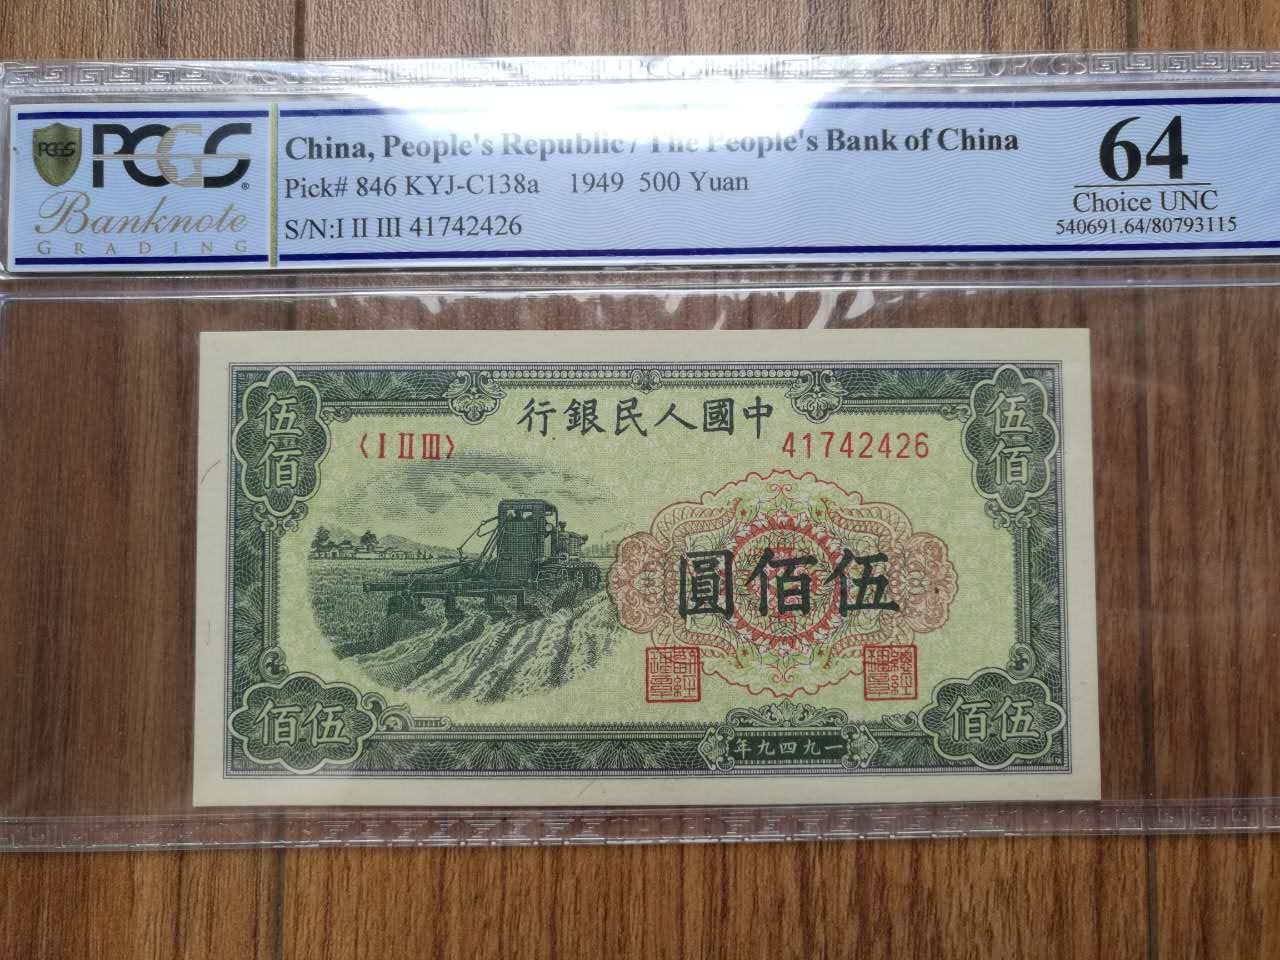 PCGS
PCGS
PCGS
Banknote
GRADING
China, People's Republic / The People's Bank of China
Pick# 846 KYJ-C138a 1949 500 Yuan
S/N:I II III 41742426
64
Choice UNC
540691.64/80793115
行銀民人國中
〈I II III〉
41742426
伍佰
伍佰
圓佰伍
佰伍
佰伍
年九四九一